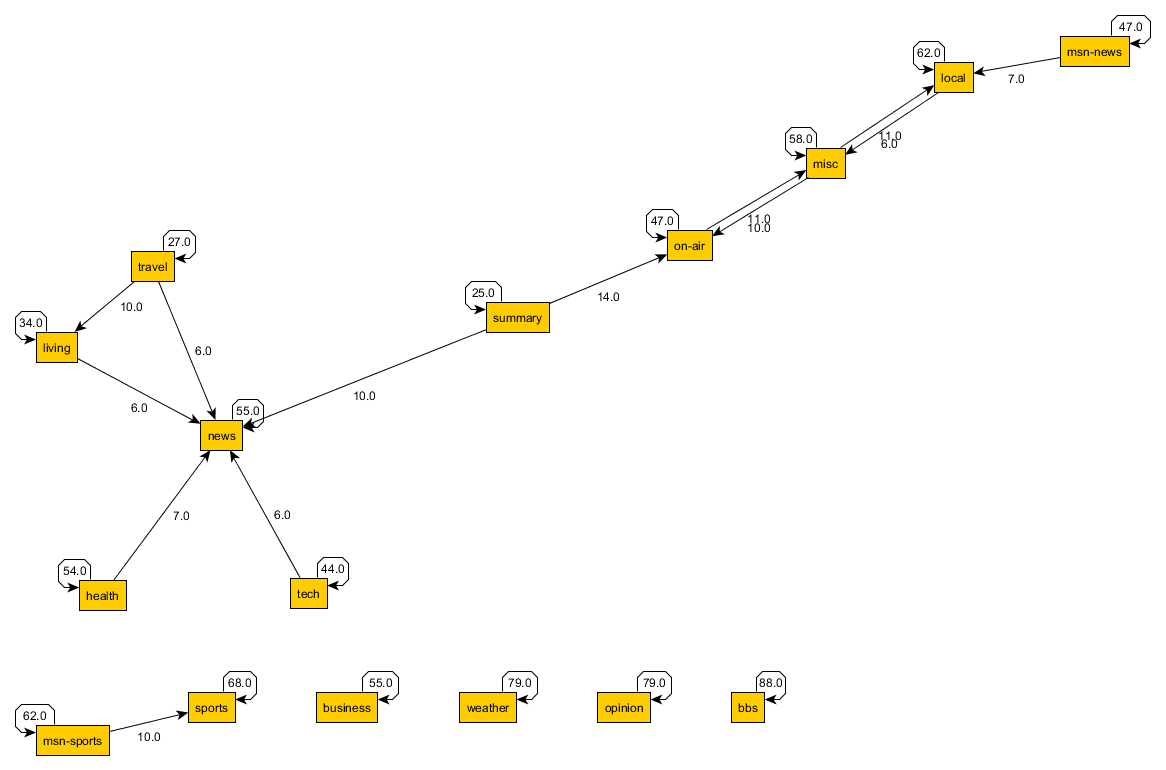 47.0
msn-news
62.0
local
7.0
11.0
6.0
58.0
misc
11.0
10.0
47.0
on-air
27.0
travel
25.0
summary
14.0
10.0
34.0
living
6.0
10.0
6.0
55.0
news
7.0
6.0
54.0
health
44.0
tech
68.0
sports
55.0
business
79.0
weather
79.0
opinion
88.0
bbs
62.0
msn-sports
10.0